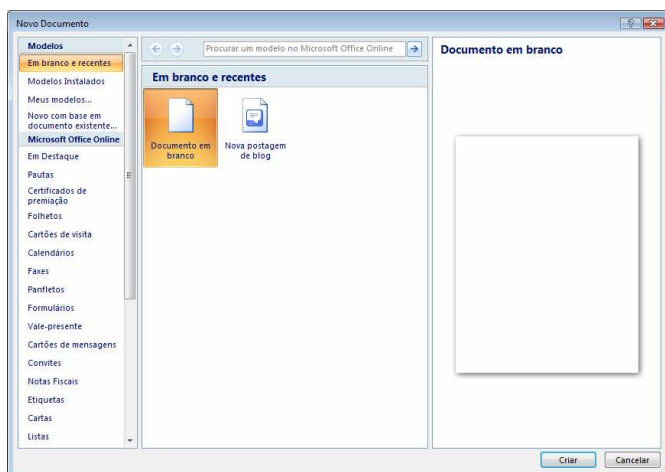 Novo Documento
Modelos
Em branco e recentes
Modelos Instalados
Meus modelos...
Novo com base em
documento existente...
Microsoft Office Online
Em Destaque
Pautas
Certificados de
premiação
Folhetos
Cartões de visita
Calendários
Faxes
Panfletos
Formulários
Vale-presente
Cartões de mensagens
Convites
Notas Fiscais
Etiquetas
Cartas
Listas
Procurar um modelo no Microsoft Office Online
Em branco e recentes
Documento em
branco
Nova postagem
de blog
Documento em branco
Criar
Cancelar